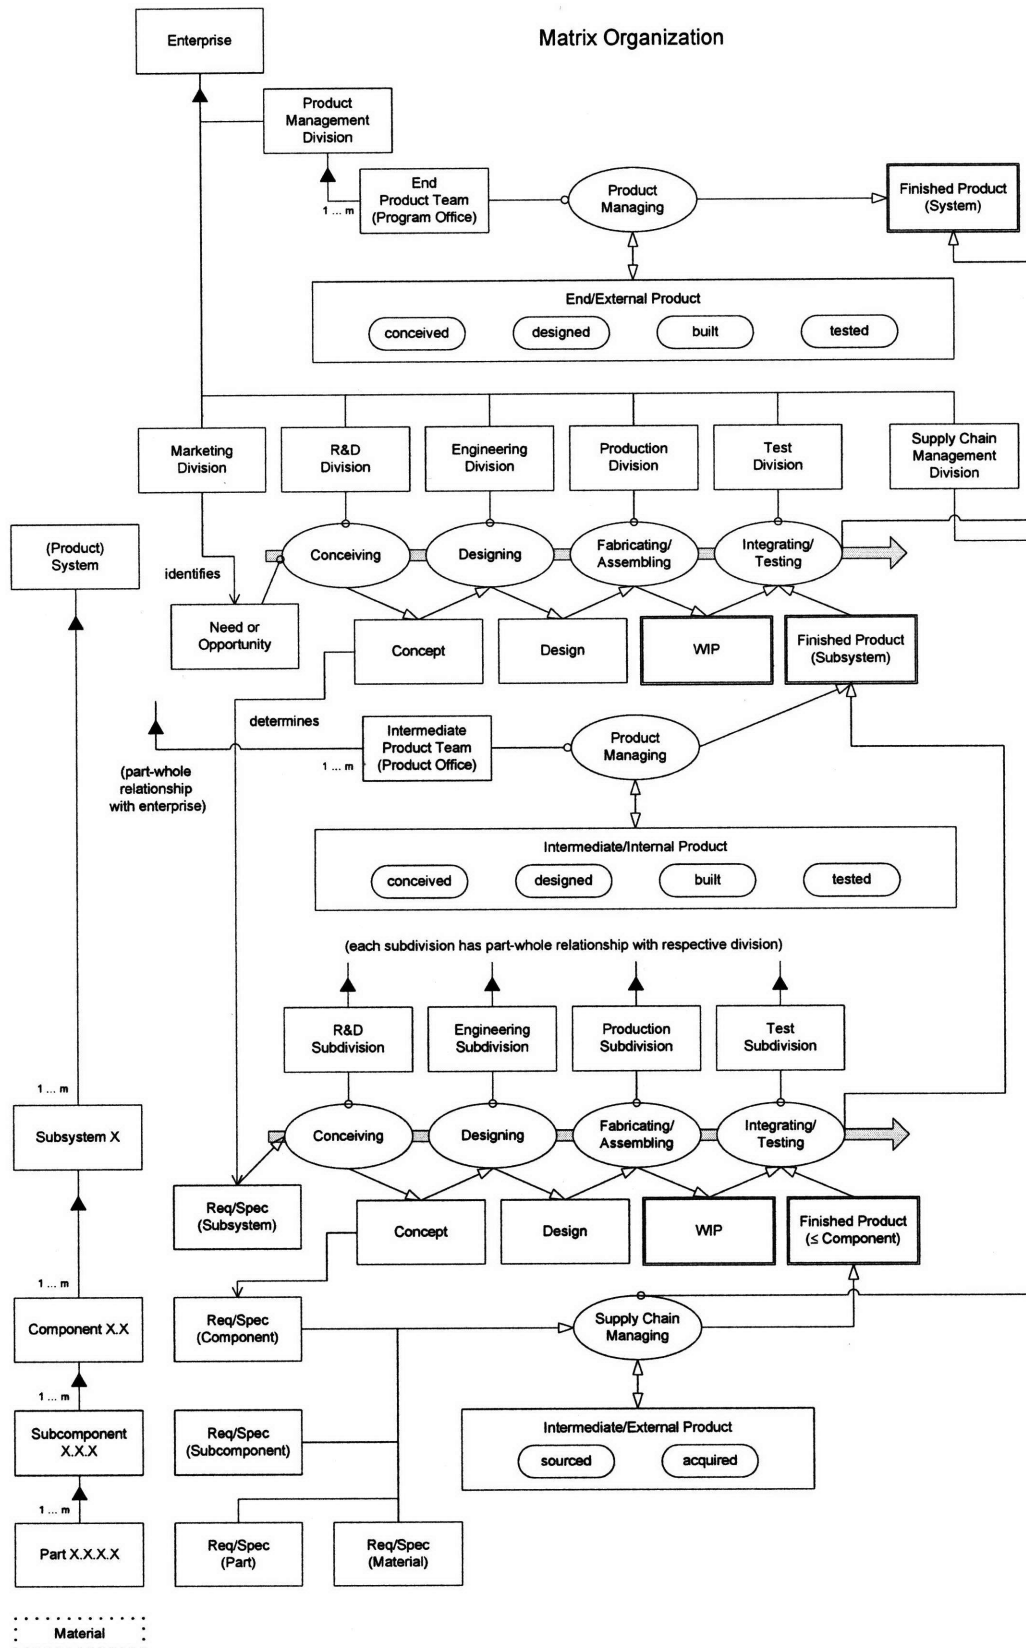 Matrix Organization
Enterprise
Product
Management
Division
1 ... m
End
Product Team
(Program Office)
Product
Managing
Finished Product
(System)
End/External Product
conceived
designed
built
tested
Marketing
Division
R&D
Division
Engineering
Division
Production
Division
Test
Division
Supply Chain
Management
Division
(Product)
System
Conceiving
Designing
Fabricating/
Assembling
Integrating/
Testing
identifies
Need or
Opportunity
Concept
Design
WIP
Finished Product
(Subsystem)
determines
Intermediate
Product Team
(Product Office)
1 ... m
Product
Managing
(part-whole
relationship
with enterprise)
Intermediate/Internal Product
conceived
designed
built
tested
(each subdivision has part-whole relationship with respective division)
R&D
Subdivision
Engineering
Subdivision
Production
Subdivision
Test
Subdivision
1 ... m
Subsystem X
Conceiving
Designing
Fabricating/
Assembling
Integrating/
Testing
Req/Spec
(Subsystem)
Concept
Design
WIP
Finished Product
(≤ Component)
1 ... m
Component X.X
Req/Spec
(Component)
Supply Chain
Managing
1 ... m
Subcomponent
X.X.X
Req/Spec
(Subcomponent)
Intermediate/External Product
sourced
acquired
1 ... m
Part X.X.X.X
Req/Spec
(Part)
Req/Spec
(Material)
Material